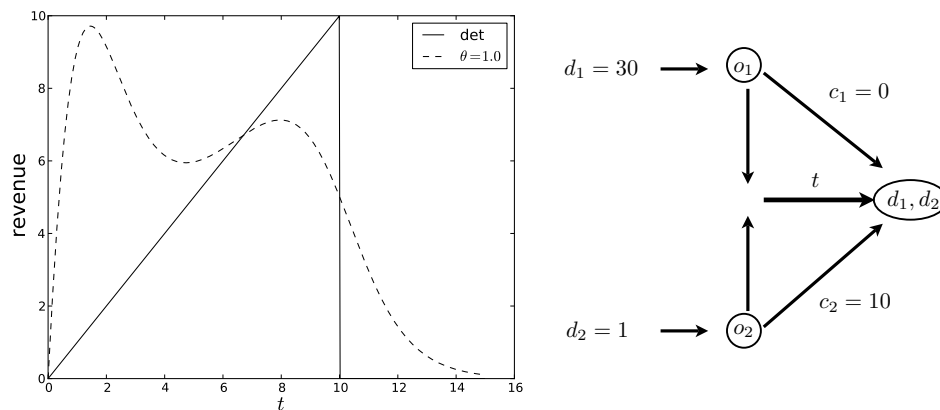 10
8
6
4
2
0
revenue
0 2 4 6 8 10 12 14 16
t
det
θ=1.0
d₁ = 30
o₁
c₁ = 0
t
d₁, d₂
c₂ = 10
d₂ = 1
o₂